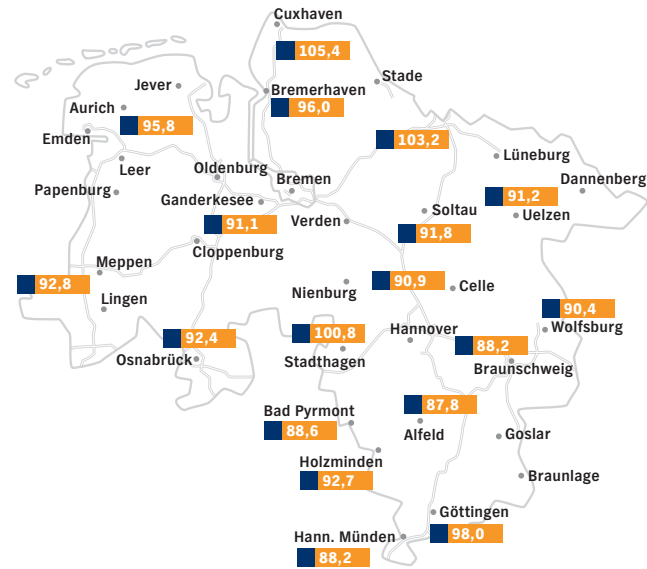 Cuxhaven
105,4
Stade
Jever
Bremerhaven
96,0
Aurich
95,8
Emden
103,2
Lüneburg
Leer
Oldenburg
Bremen
Dannenberg
Papenburg
Ganderkesee
91,2
Soltau
Uelzen
91,1
Verden
91,8
Cloppenburg
Meppen
92,8
90,9
Celle
Nienburg
Lingen
90,4
92,4
100,8
Hannover
Wolfsburg
88,2
Osnabrück
Stadthagen
Braunschweig
87,8
Bad Pyrmont
88,6
Alfeld
Goslar
Holzminden
92,7
Braunlage
Göttingen
98,0
Hann. Münden
88,2